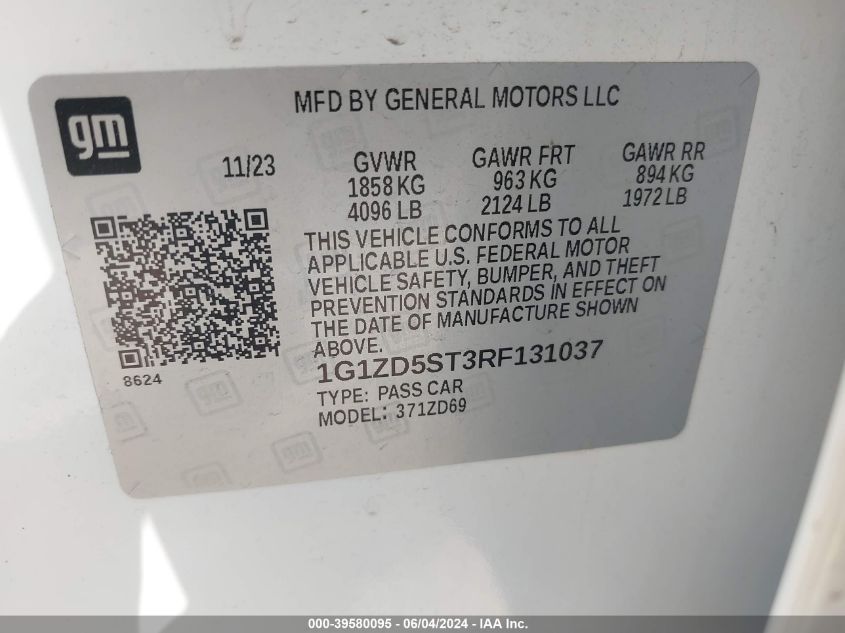 gm
MFD BY GENERAL MOTORS LLC
11/23
GVWR
1858 KG
4096 LB
GAWR FRT
963 KG
2124 LB
GAWR RR
894 KG
1972 LB
THIS VEHICLE CONFORMS TO ALL
APPLICABLE U.S. FEDERAL MOTOR
VEHICLE SAFETY, BUMPER, AND THEFT
PREVENTION STANDARDS IN EFFECT ON
THE DATE OF MANUFACTURE SHOWN
ABOVE.
8624
1G1ZD5ST3RF131037
TYPE: PASS CAR
MODEL: 371ZD69
000-39580095 - 06/04/2024 - IAA Inc.